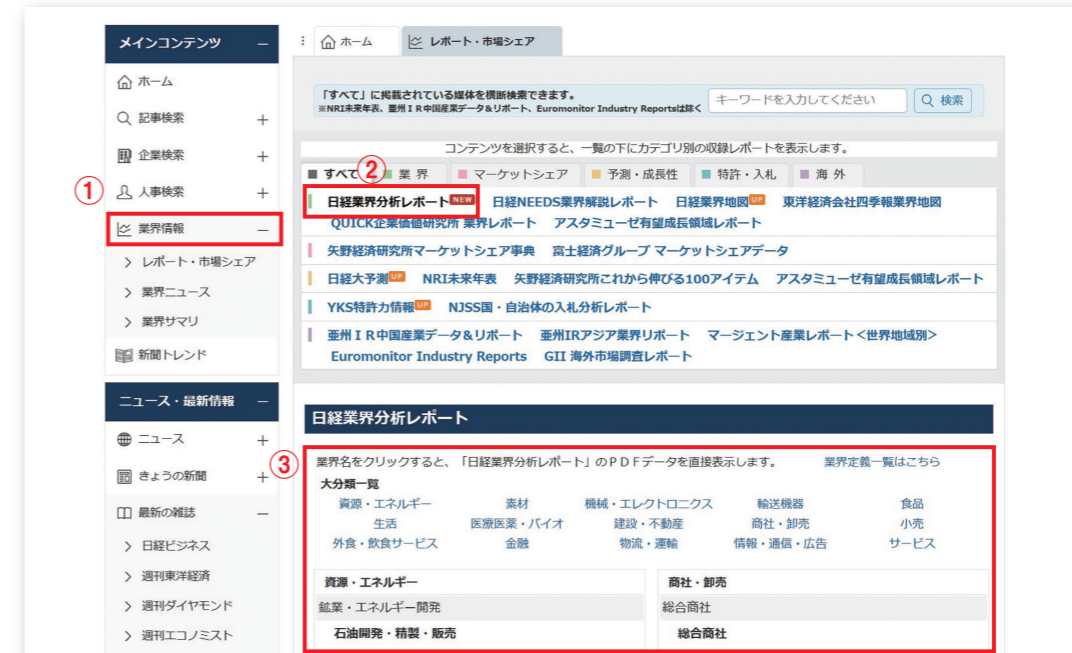 メインコンテンツ －
ホーム
記事検索 ＋
企業検索 ＋
① 人事検索 ＋
業界情報 －
レポート・市場シェア
業界ニュース
業界サマリ
新聞トレンド
ニュース・最新情報 －
ニュース ＋
きょうの新聞 ＋
最新の雑誌 －
日経ビジネス
週刊東洋経済
週刊ダイヤモンド
週刊エコノミスト
ホーム レポート・市場シェア
「すべて」に掲載されている媒体を横断検索できます。
※NRI未来年表、亜州ＩＲ中国産業データ&リポート、Euromonitor Industry Reportsは除く
キーワードを入力してください 検索
コンテンツを選択すると、一覧の下にカテゴリ別の収録レポートを表示します。
すべて ② 業 界 マーケットシェア 予測・成長性 特許・入札 海 外
日経業界分析レポート NEW 日経NEEDS業界解説レポート 日経業界地図 UP 東洋経済会社四季報業界地図
QUICK企業価値研究所 業界レポート アスタミューゼ有望成長領域レポート
矢野経済研究所マーケットシェア事典 富士経済グループ マーケットシェアデータ
日経大予測 UP NRI未来年表 矢野経済研究所これから伸びる100アイテム アスタミューゼ有望成長領域レポート
YKS特許力情報 UP NJSS国・自治体の入札分析レポート
亜州ＩＲ中国産業データ&リポート 亜州IRアジア業界リポート マージェント産業レポート＜世界地域別＞
Euromonitor Industry Reports GII 海外市場調査レポート
日経業界分析レポート
③ 業界名をクリックすると、「日経業界分析レポート」のＰＤＦデータを直接表示します。 業界定義一覧はこちら
大分類一覧
資源・エネルギー 素材 機械・エレクトロニクス 輸送機器 食品
生活 医療医薬・バイオ 建設・不動産 商社・卸売 小売
外食・飲食サービス 金融 物流・運輸 情報・通信・広告 サービス
資源・エネルギー 商社・卸売
鉱業・エネルギー開発 総合商社
石油開発・精製・販売 総合商社